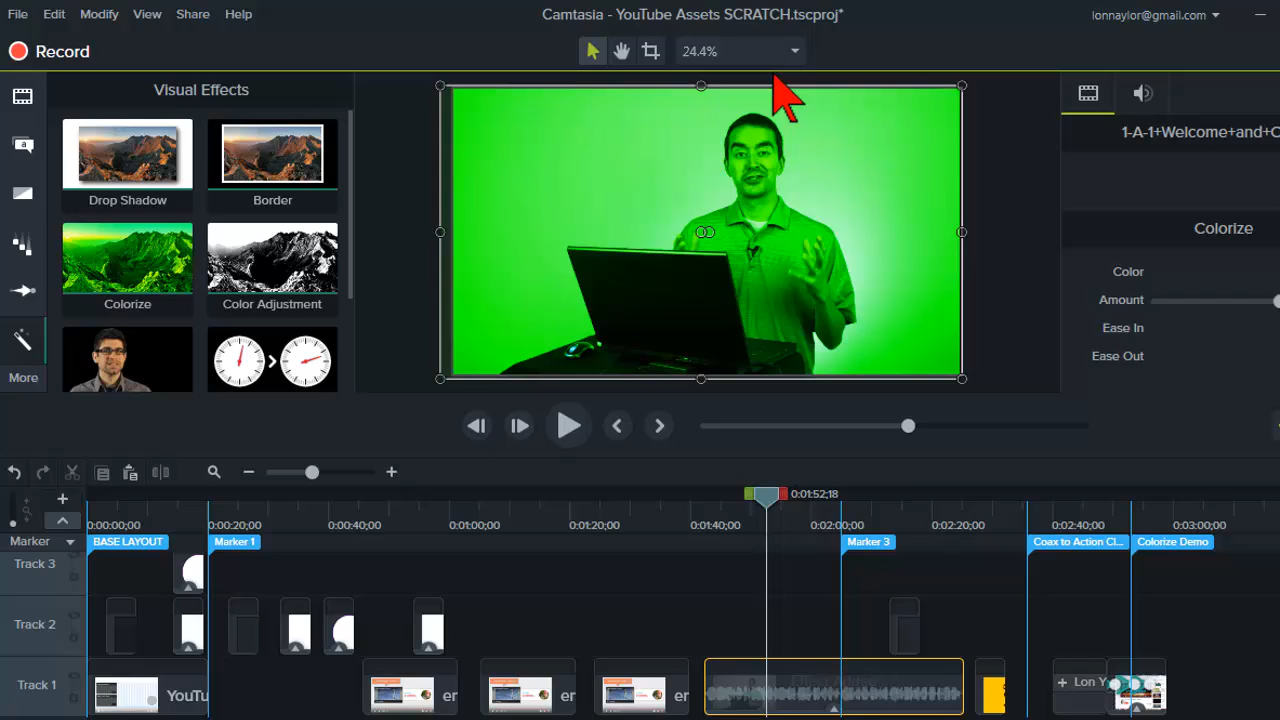 File Edit Modify View Share Help
Camtasia - YouTube Assets SCRATCH.tscproj*
lonnaylor@gmail.com
Record
24.4%
Visual Effects
Drop Shadow
Border
Colorize
Color Adjustment
More
1-A-1+Welcome+and+C
Colorize
Color
Amount
Ease In
Ease Out
0:01:52;18
0:00:00;00 0:00:20;00 0:00:40;00 0:01:00;00 0:01:20;00 0:01:40;00 0:02:00;00 0:02:20;00 0:02:40;00 0:03:00;00
Marker
BASE LAYOUT Marker 1 Marker 3 Coax to Action Cl... Colorize Demo
Track 3
Track 2
Track 1
YouTu
er
er
er
+ Lon Y